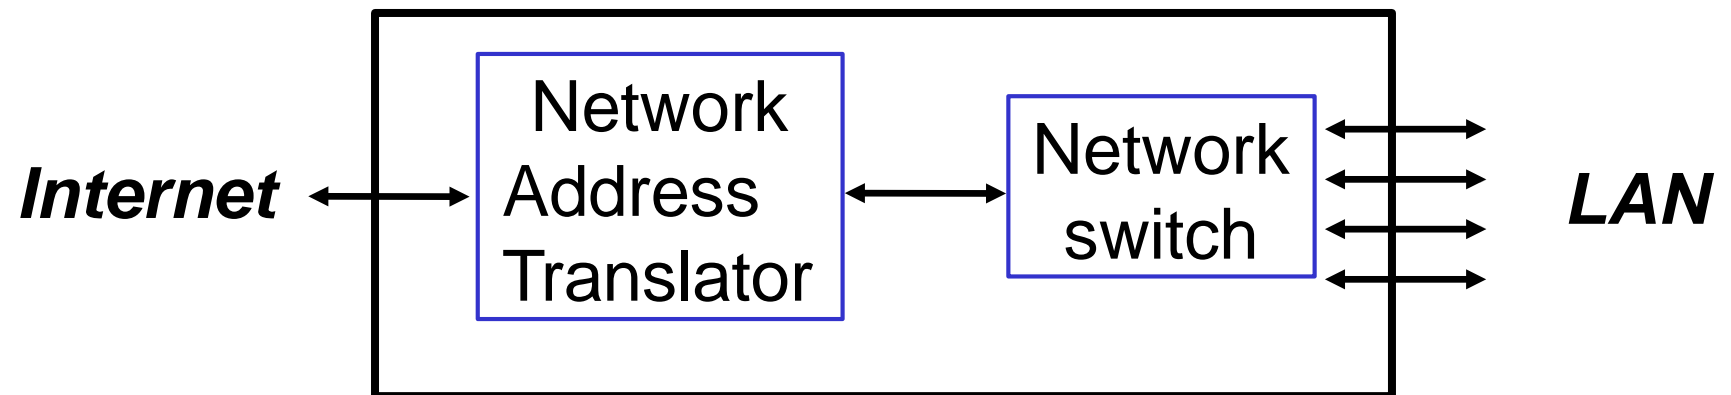 Internet
Network
Address
Translator
Network
switch
LAN